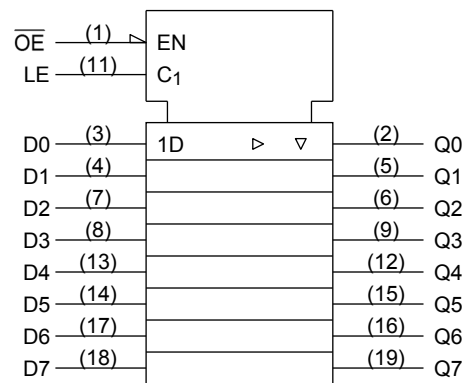 OE (1) EN
LE (11) C1
D0 (3) 1D (2) Q0
D1 (4) (5) Q1
D2 (7) (6) Q2
D3 (8) (9) Q3
D4 (13) (12) Q4
D5 (14) (15) Q5
D6 (17) (16) Q6
D7 (18) (19) Q7